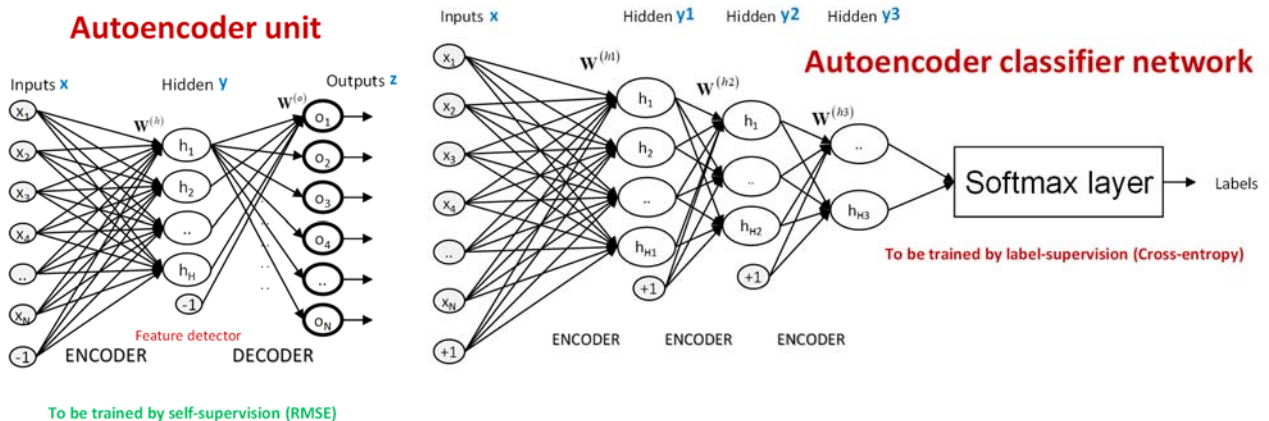 Autoencoder unit
Inputs x
Hidden y
Outputs z
W^(h)
W^(o)
x1
x2
x3
x4
..
xN
-1
h1
h2
..
hH
-1
o1
o2
o3
o4
..
oN
..
..
..
Feature detector
ENCODER
DECODER
To be trained by self-supervision (RMSE)
Inputs x
Hidden y1
Hidden y2
Hidden y3
Autoencoder classifier network
W^(h1)
W^(h2)
W^(h3)
x1
x2
x3
x4
..
xN
+1
h1
h2
..
hH1
+1
h1
..
hH2
+1
..
hH3
Softmax layer
Labels
To be trained by label-supervision (Cross-entropy)
ENCODER
ENCODER
ENCODER